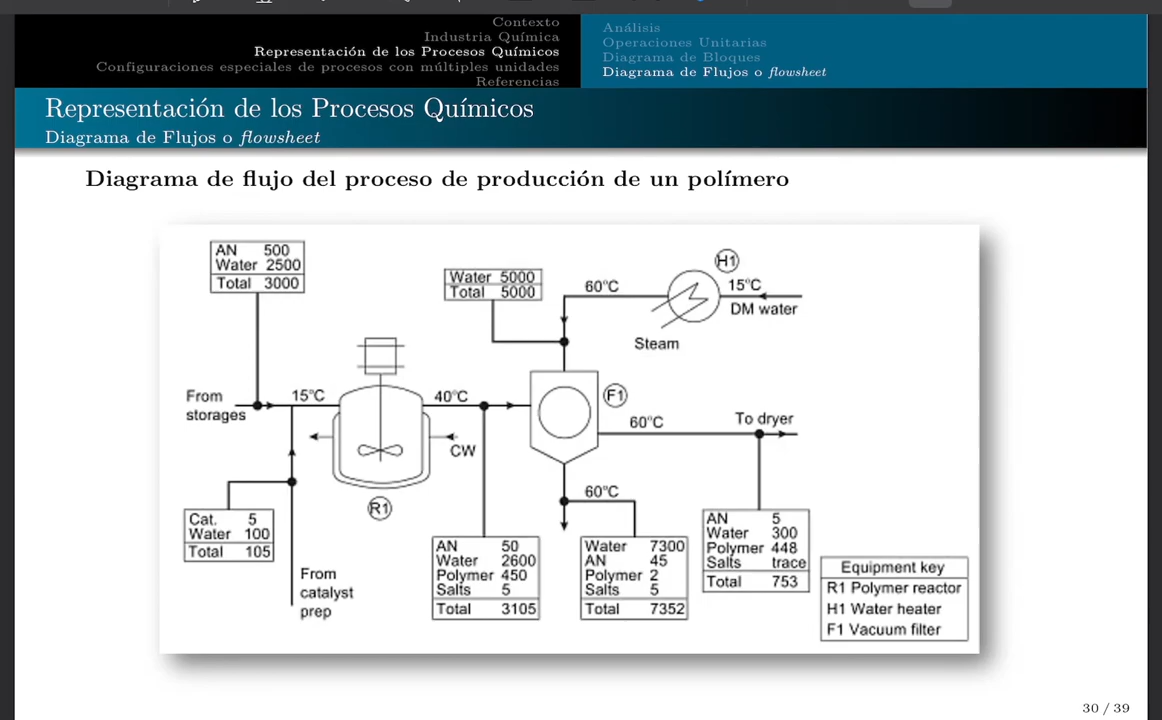 Contexto
Industria Química
Representación de los Procesos Químicos
Configuraciones especiales de procesos con múltiples unidades
Referencias
Análisis
Operaciones Unitarias
Diagrama de Bloques
Diagrama de Flujos o flowsheet
Representación de los Procesos Químicos
Diagrama de Flujos o flowsheet
Diagrama de flujo del proceso de producción de un polímero
AN 500
Water 2500
Total 3000
Water 5000
Total 5000
60°C
H1
15°C
DM water
Steam
From
storages
15°C
40°C
CW
R1
F1
60°C
To dryer
60°C
Cat. 5
Water 100
Total 105
From
catalyst
prep
AN 50
Water 2600
Polymer 450
Salts 5
Total 3105
Water 7300
AN 45
Polymer 2
Salts 5
Total 7352
AN 5
Water 300
Polymer 448
Salts trace
Total 753
Equipment key
R1 Polymer reactor
H1 Water heater
F1 Vacuum filter
30 / 39